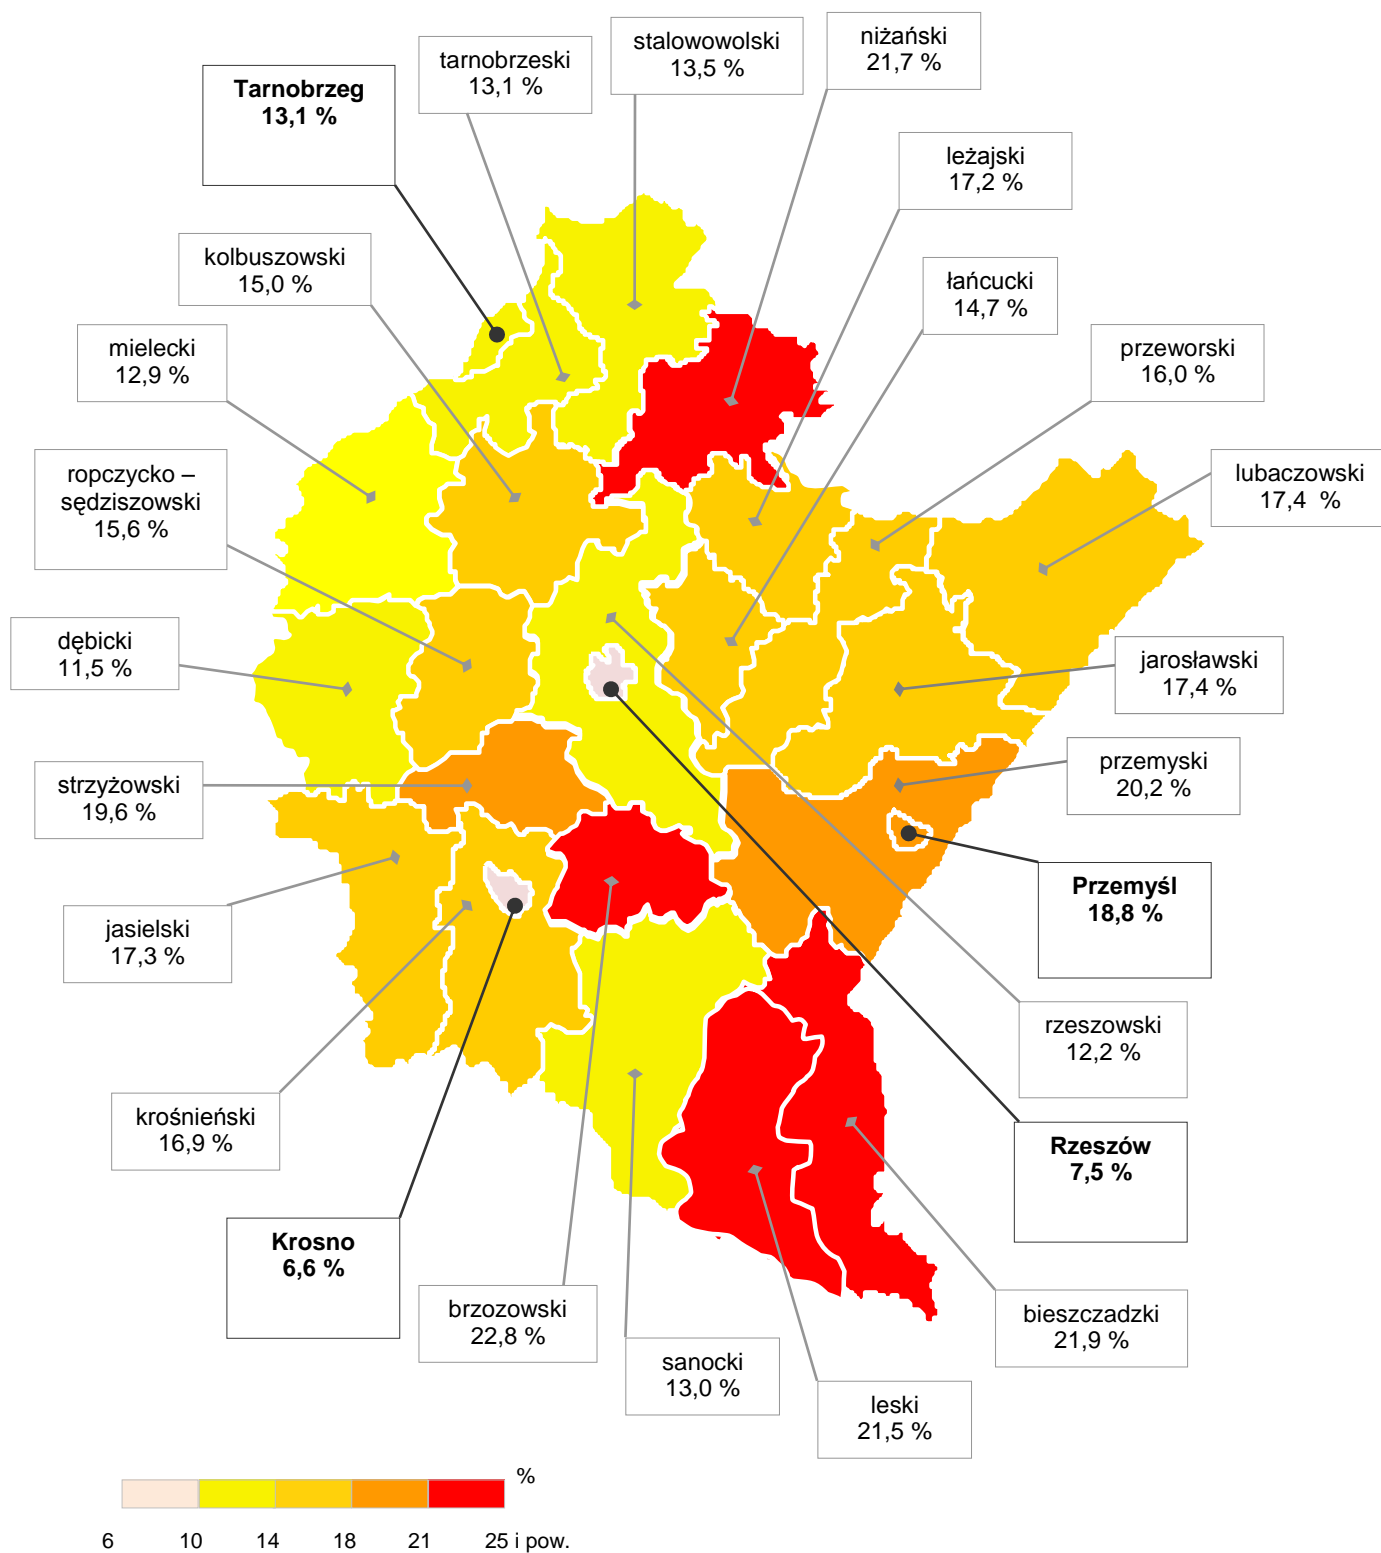 stalowowolski
13,5 %
niżański
21,7 %
tarnobrzeski
13,1 %
Tarnobrzeg
13,1 %
leżajski
17,2 %
kolbuszowski
15,0 %
łańcucki
14,7 %
mielecki
12,9 %
przeworski
16,0 %
ropczycko –
sędziszowski
15,6 %
lubaczowski
17,4 %
dębicki
11,5 %
jarosławski
17,4 %
strzyżowski
19,6 %
przemyski
20,2 %
Przemyśl
18,8 %
jasielski
17,3 %
rzeszowski
12,2 %
krośnieński
16,9 %
Rzeszów
7,5 %
Krosno
6,6 %
brzozowski
22,8 %
bieszczadzki
21,9 %
sanocki
13,0 %
leski
21,5 %
%
6 10 14 18 21 25 i pow.